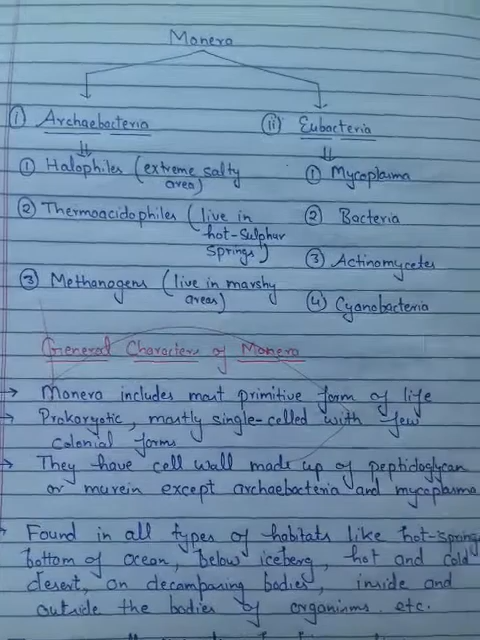 Monera
(i) Archaebacteria
(ii) Eubacteria
① Halophiles (extreme salty area)
② Thermoacidophiles (live in hot-Sulphur Springs)
③ Methanogens (live in marshy areas)
① Mycoplasma
② Bacteria
③ Actinomycetes
④ Cyanobacteria
General Characters of Monera
→ Monera includes most primitive form of life
→ Prokaryotic, mostly single-celled with few
colonial forms
→ They have cell wall made up of peptidoglycan
or murein except archaebacteria and mycoplasma
→ Found in all types of habitats like hot-spring
bottom of ocean, below iceberg, hot and cold
desert, on decomposing bodies, inside and
outside the bodies of organisms. etc.